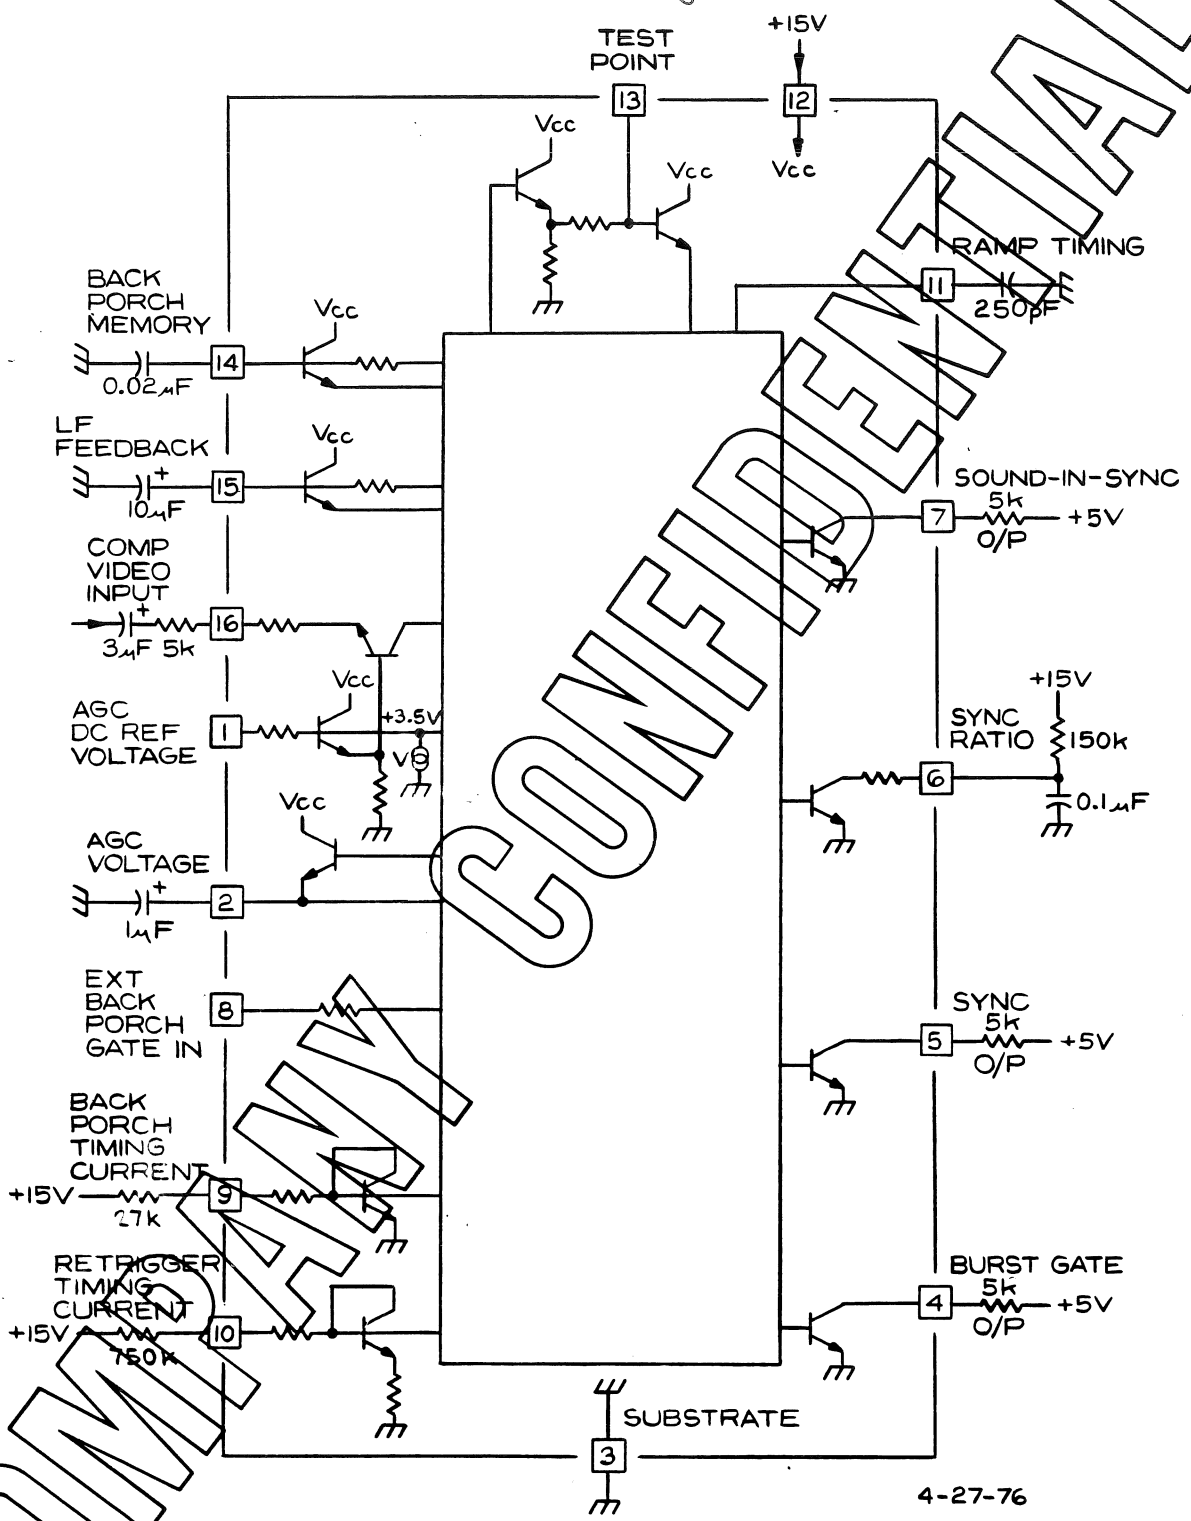 +15V
TEST
POINT
13
12
Vcc
Vcc
Vcc
RAMP TIMING
11
250pF
BACK
PORCH
MEMORY
Vcc
14
0.02µF
LF
FEEDBACK
Vcc
+
15
10µF
SOUND-IN-SYNC
5k
7
+5V
O/P
COMP
VIDEO
INPUT
+
16
3µF 5k
Vcc
AGC
DC REF
VOLTAGE
1
+3.5V
V
+15V
SYNC
RATIO
150k
6
0.1µF
Vcc
AGC
VOLTAGE
+
2
1µF
EXT
BACK
PORCH
GATE IN
8
SYNC
5k
5
+5V
O/P
BACK
PORCH
TIMING
CURRENT
+15V
9
27k
RETRIGGER
TIMING
CURRENT
+15V
10
750k
BURST GATE
5k
4
+5V
O/P
SUBSTRATE
3
4-27-76
COMPANY CONFIDENTIAL